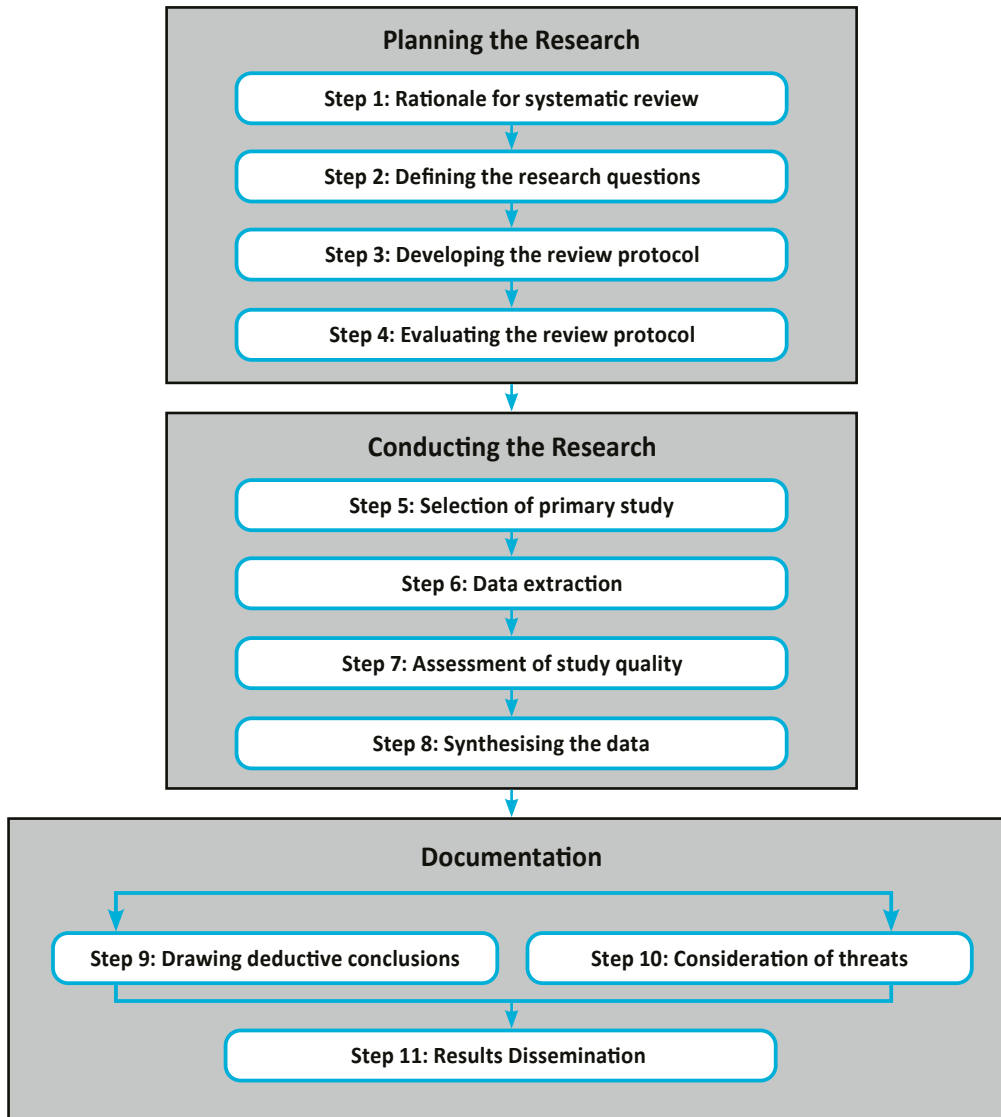 Planning the Research
Step 1: Rationale for systematic review
Step 2: Defining the research questions
Step 3: Developing the review protocol
Step 4: Evaluating the review protocol
Conducting the Research
Step 5: Selection of primary study
Step 6: Data extraction
Step 7: Assessment of study quality
Step 8: Synthesising the data
Documentation
Step 9: Drawing deductive conclusions
Step 10: Consideration of threats
Step 11: Results Dissemination